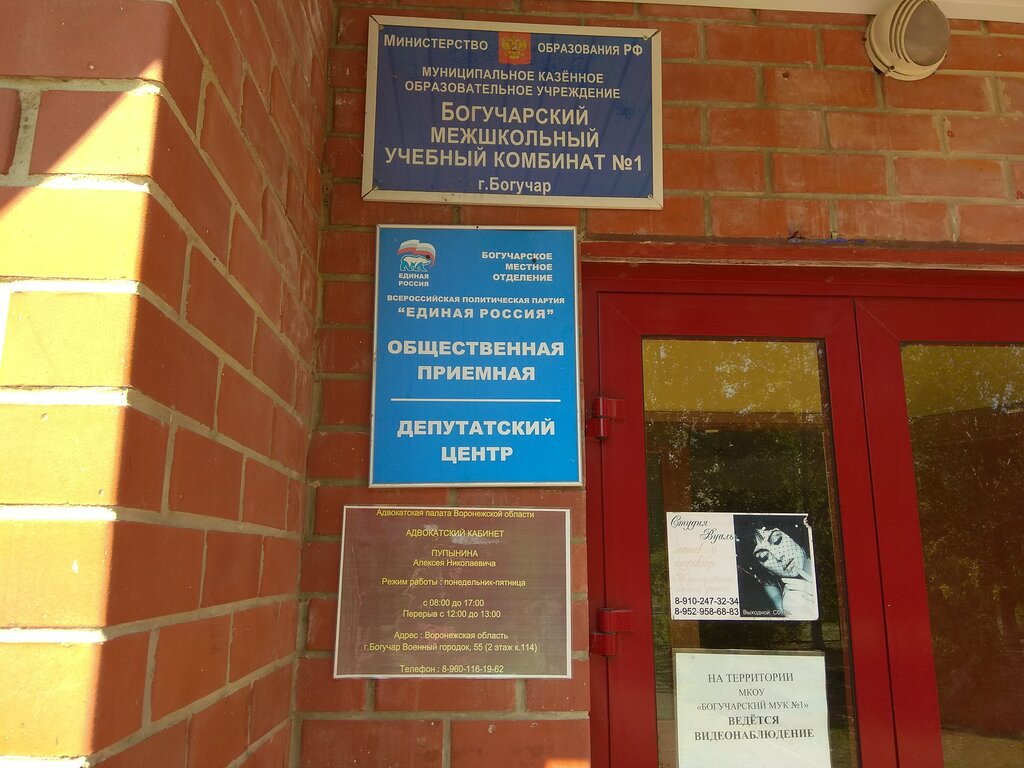 МИНИСТЕРСТВО ОБРАЗОВАНИЯ РФ
МУНИЦИПАЛЬНОЕ КАЗЁННОЕ
ОБРАЗОВАТЕЛЬНОЕ УЧРЕЖДЕНИЕ
БОГУЧАРСКИЙ
МЕЖШКОЛЬНЫЙ
УЧЕБНЫЙ КОМБИНАТ №1
г.Богучар
ЕДИНАЯ
РОССИЯ
БОГУЧАРСКОЕ
МЕСТНОЕ
ОТДЕЛЕНИЕ
ВСЕРОССИЙСКАЯ ПОЛИТИЧЕСКАЯ ПАРТИЯ
"ЕДИНАЯ РОССИЯ"
ОБЩЕСТВЕННАЯ
ПРИЕМНАЯ
ДЕПУТАТСКИЙ
ЦЕНТР
Адвокатская палата Воронежской области
АДВОКАТСКИЙ КАБИНЕТ
ПУПЫНИНА
Алексея Николаевича
Режим работы : понедельник-пятница
с 08:00 до 17:00
Перерыв с 12:00 до 13:00
Адрес : Воронежская область
г.Богучар Военный городок, 55 (2 этаж к.114)
Телефон : 8-960-116-19-62
Студия
Вуаль
педикюр
8-910-247-32-34
8-952-958-68-83
Выходной
НА ТЕРРИТОРИИ
МКОУ
«БОГУЧАРСКИЙ МУК №1»
ВЕДЁТСЯ
ВИДЕОНАБЛЮДЕНИЕ